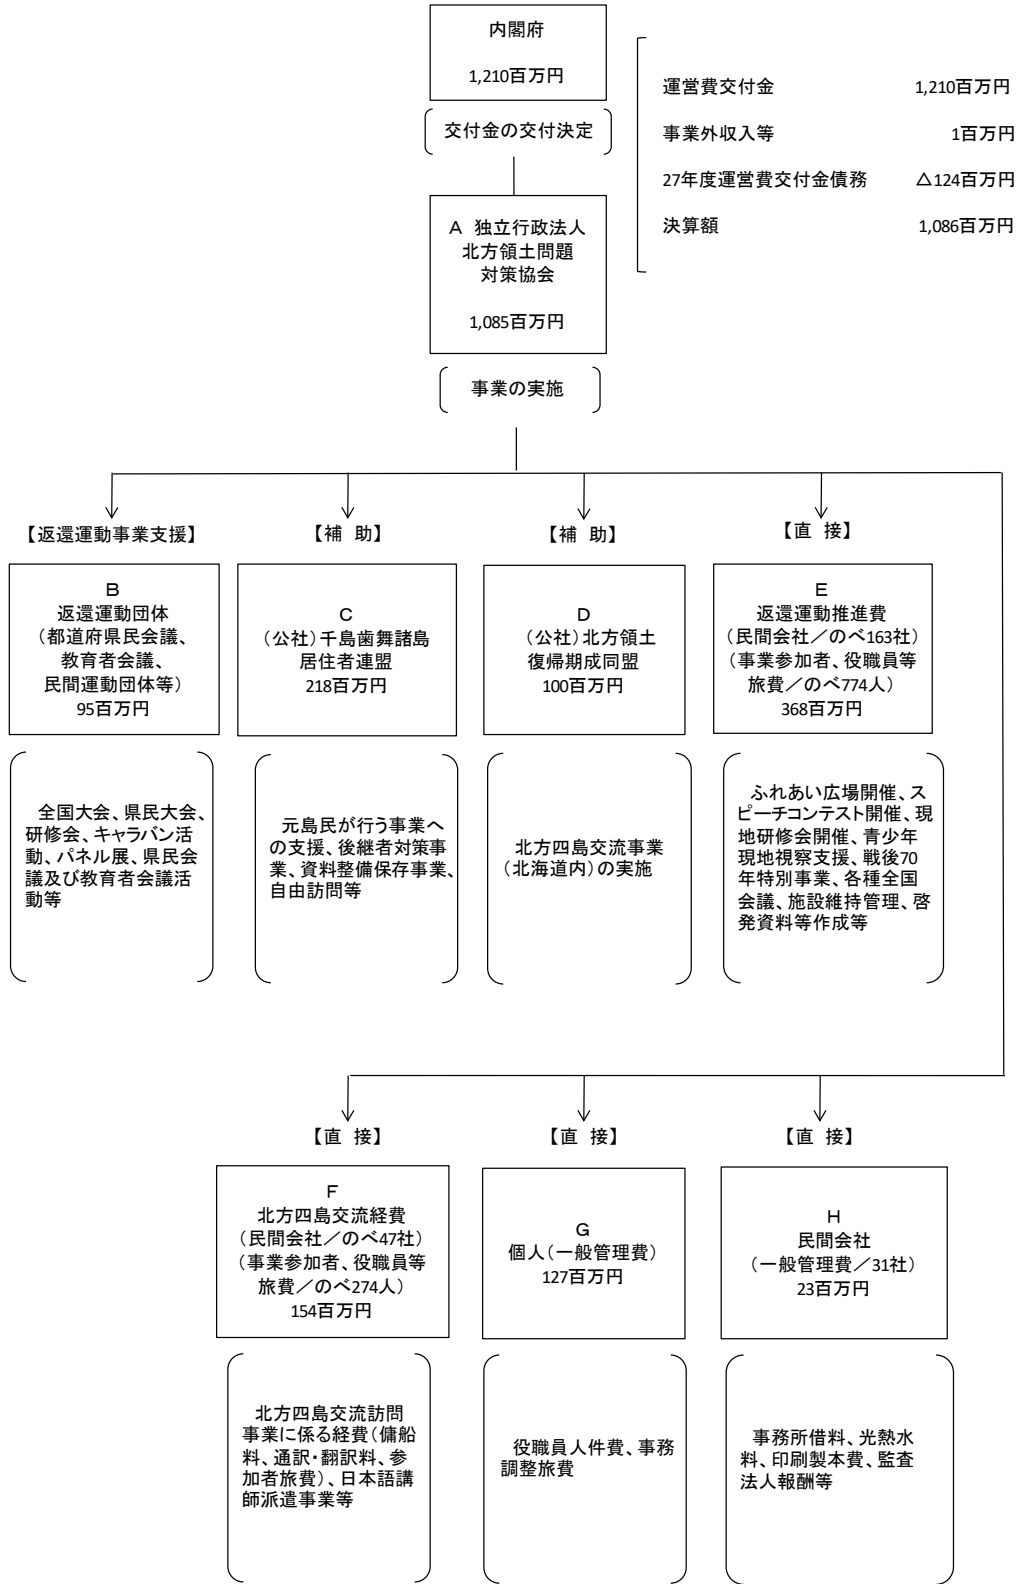 内閣府
1,210百万円
交付金の交付決定
運営費交付金 1,210百万円
事業外収入等 1百万円
27年度運営費交付金債務 △124百万円
決算額 1,086百万円
A 独立行政法人
北方領土問題
対策協会
1,085百万円
事業の実施
【返還運動事業支援】
B
返還運動団体
(都道府県民会議、
教育者会議、
民間運動団体等)
95百万円
全国大会、県民大会、
研修会、キャラバン活
動、パネル展、県民会
議及び教育者会議活
動等
【補 助】
C
(公社)千島歯舞諸島
居住者連盟
218百万円
元島民が行う事業へ
の支援、後継者対策事
業、資料整備保存事業、
自由訪問等
【補 助】
D
(公社)北方領土
復帰期成同盟
100百万円
北方四島交流事業
(北海道内)の実施
【直 接】
E
返還運動推進費
(民間会社/のべ163社)
(事業参加者、役職員等
旅費/のべ774人)
368百万円
ふれあい広場開催、ス
ピーチコンテスト開催、現
地研修会開催、青少年
現地視察支援、戦後70
年特別事業、各種全国
会議、施設維持管理、啓
発資料等作成等
【直 接】
F
北方四島交流経費
(民間会社/のべ47社)
(事業参加者、役職員等
旅費/のべ274人)
154百万円
北方四島交流訪問
事業に係る経費(傭船
料、通訳・翻訳料、参
加者旅費)、日本語講
師派遣事業等
【直 接】
G
個人(一般管理費)
127百万円
役職員人件費、事務
調整旅費
【直 接】
H
民間会社
(一般管理費/31社)
23百万円
事務所借料、光熱水
料、印刷製本費、監査
法人報酬等